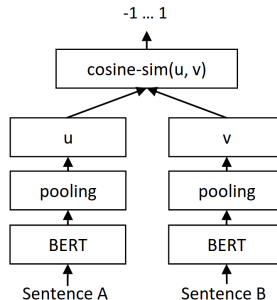 -1 ... 1
cosine-sim(u, v)
u v
pooling pooling
BERT BERT
Sentence A Sentence B